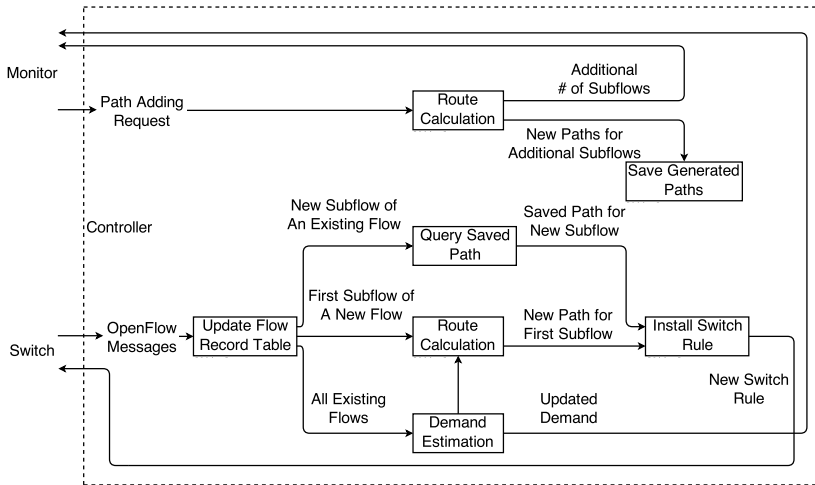 Additional
# of Subflows
Monitor
Path Adding
Request
Route
Calculation
New Paths for
Additional Subflows
Save Generated
Paths
New Subflow of
An Existing Flow
Saved Path for
New Subflow
Controller
Query Saved
Path
First Subflow of
A New Flow
New Path for
First Subflow
OpenFlow
Messages
Update Flow
Record Table
Route
Calculation
Install Switch
Rule
Switch
New Switch
Rule
All Existing
Flows
Updated
Demand
Demand
Estimation